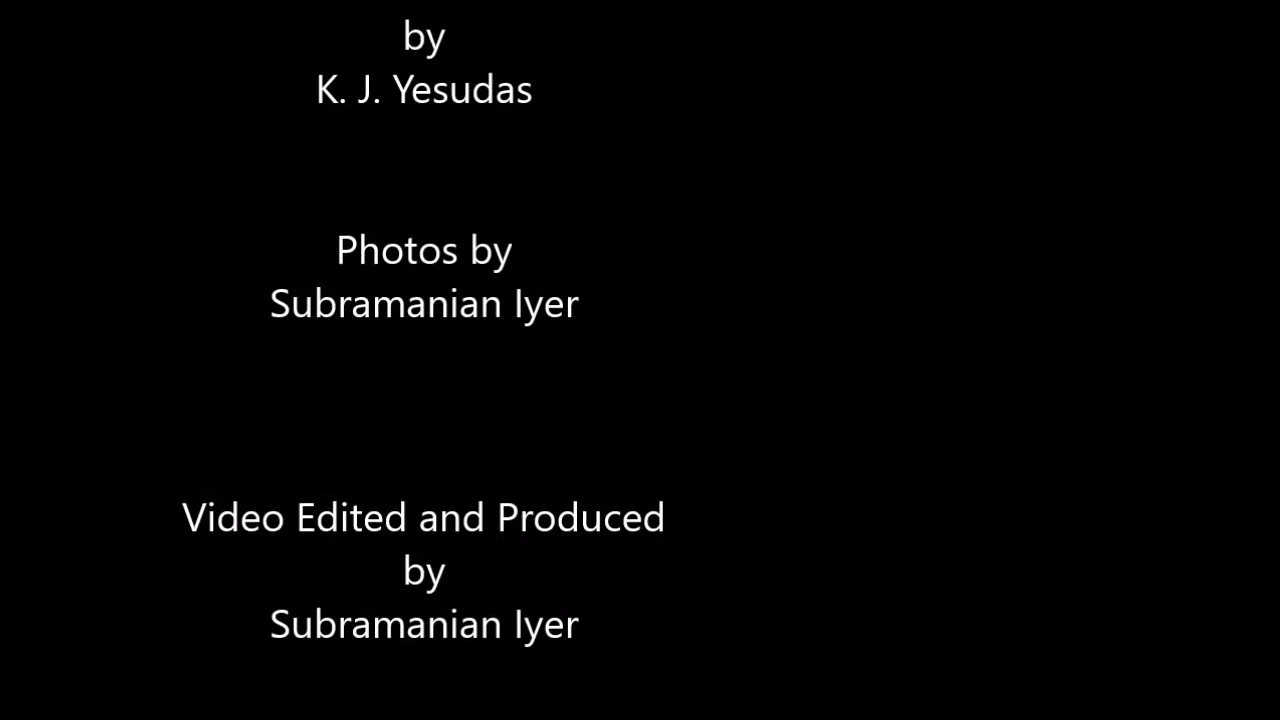 by
K. J. Yesudas
Photos by
Subramanian Iyer
Video Edited and Produced
by
Subramanian Iyer